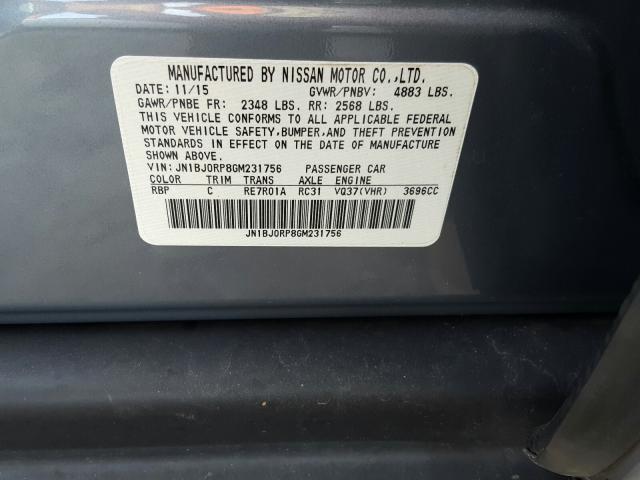 MANUFACTURED BY NISSAN MOTOR CO.,LTD.
DATE: 11/15 GVWR/PNBV: 4883 LBS.
GAWR/PNBE FR: 2348 LBS. RR: 2568 LBS.
THIS VEHICLE CONFORMS TO ALL APPLICABLE FEDERAL
MOTOR VEHICLE SAFETY,BUMPER,AND THEFT PREVENTION
STANDARDS IN EFFECT ON THE DATE OF MANUFACTURE
SHOWN ABOVE.
VIN: JN1BJ0RP8GM231756 PASSENGER CAR
COLOR TRIM TRANS AXLE ENGINE
RBP C RE7R01A RC31 VQ37(VHR) 3696CC
JN1BJ0RP8GM231756